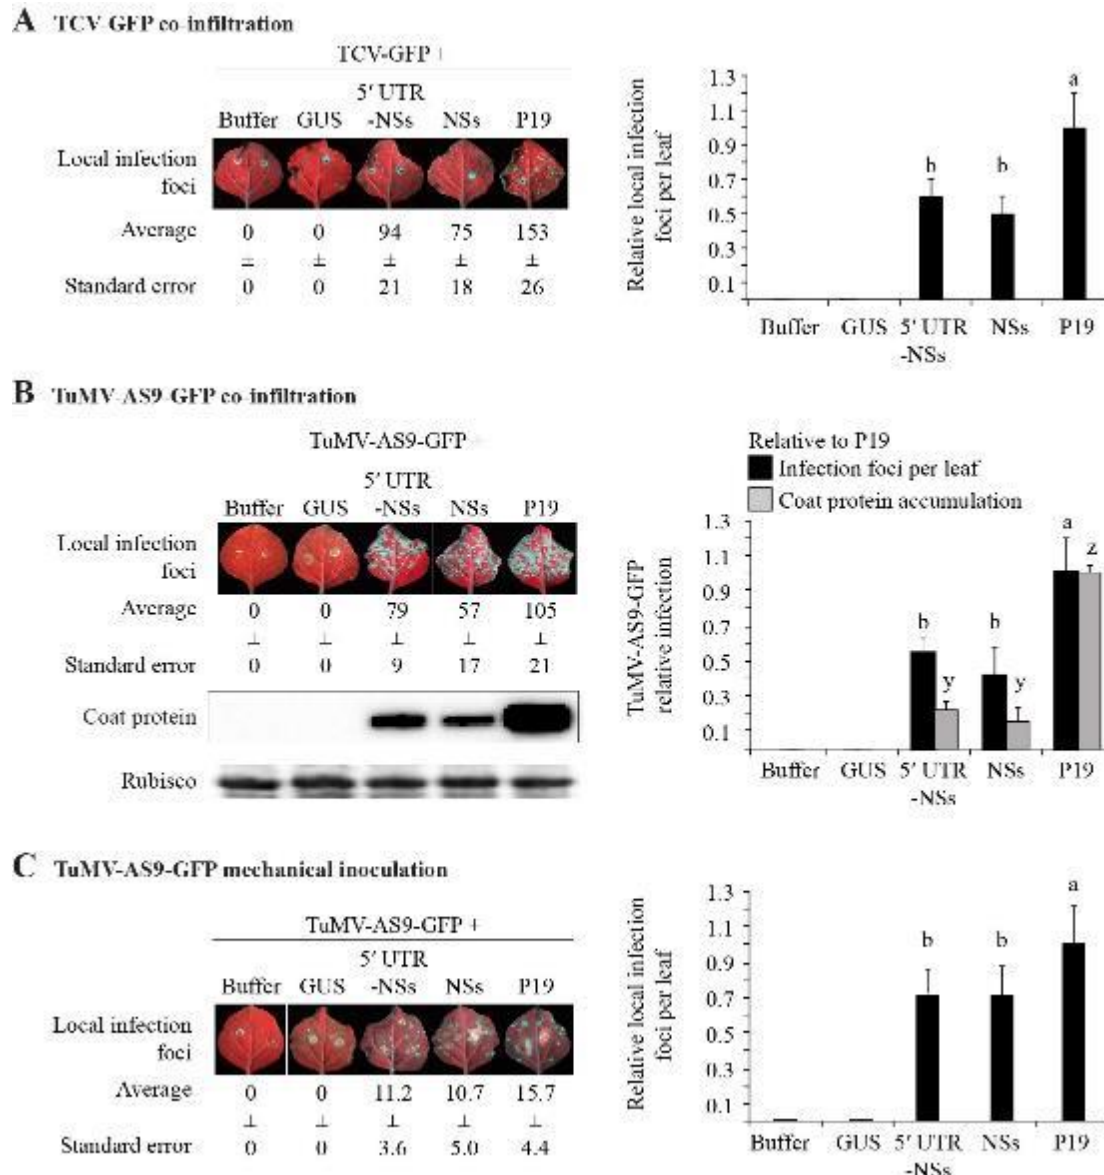 A TCV-GFP co-infiltration
TCV-GFP +
5′ UTR
Buffer GUS -NSs NSs P19
Local infection
foci
Average 0 0 94 75 153
± ± ± ± ±
Standard error 0 0 21 18 26
Relative local infection
foci per leaf
1.3
1.1
0.9
0.7
0.5
0.3
0.1
b b a
Buffer GUS 5′ UTR NSs P19
-NSs
B TuMV-AS9-GFP co-infiltration
TuMV-AS9-GFP
5′ UTR
Buffer GUS -NSs NSs P19
Local infection
foci
Average 0 0 79 57 105
± ± ± ± ±
Standard error 0 0 9 17 21
Coat protein
Rubisco
Relative to P19
Infection foci per leaf
Coat protein accumulation
TuMV-AS9-GFP
relative infection
1.3
1.1
0.9
0.7
0.5
0.3
0.1
b y b y a z
Buffer GUS 5′ UTR NSs P19
-NSs
C TuMV-AS9-GFP mechanical inoculation
TuMV-AS9-GFP +
5′ UTR
Buffer GUS -NSs NSs P19
Local infection
foci
Average 0 0 11.2 10.7 15.7
± ± ± ± ±
Standard error 0 0 3.6 5.0 4.4
Relative local infection
foci per leaf
1.3
1.1
0.9
0.7
0.5
0.3
0.1
b b a
Buffer GUS 5′ UTR NSs P19
-NSs